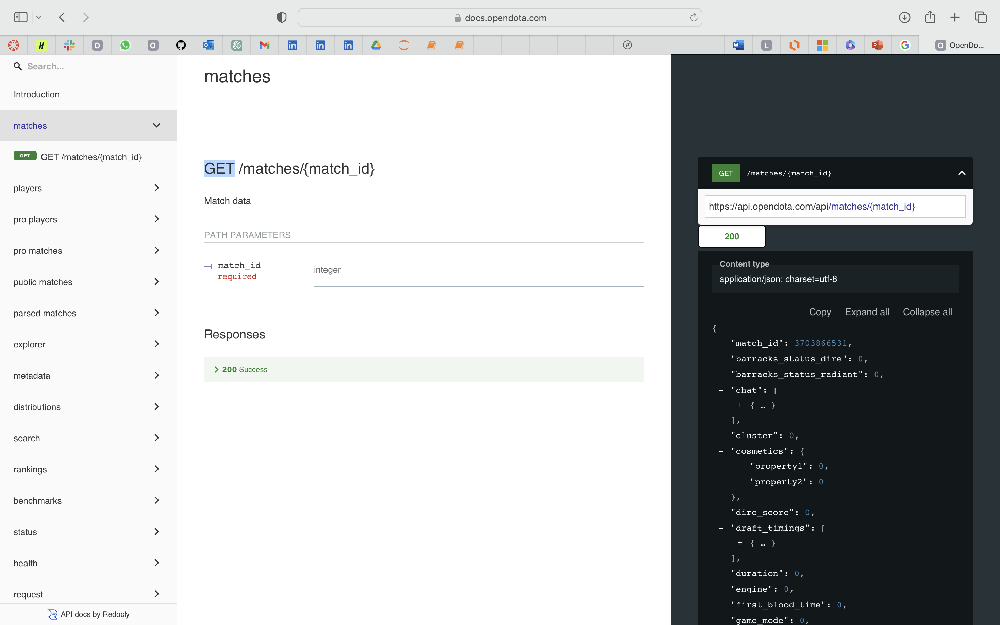 docs.opendota.com
OpenDo...
Search...
Introduction
matches
GET GET /matches/{match_id}
players
pro players
pro matches
public matches
parsed matches
explorer
metadata
distributions
search
rankings
benchmarks
status
health
request
API docs by Redocly
matches
GET /matches/{match_id}
Match data
PATH PARAMETERS
match_id
required
integer
Responses
200 Success
GET /matches/{match_id}
https://api.opendota.com/api/matches/{match_id}
200
Content type
application/json; charset=utf-8
Copy Expand all Collapse all
{
"match_id": 3703866531,
"barracks_status_dire": 0,
"barracks_status_radiant": 0,
- "chat": [
+ { … }
],
"cluster": 0,
- "cosmetics": {
"property1": 0,
"property2": 0
},
"dire_score": 0,
- "draft_timings": [
+ { … }
],
"duration": 0,
"engine": 0,
"first_blood_time": 0,
"game_mode": 0,